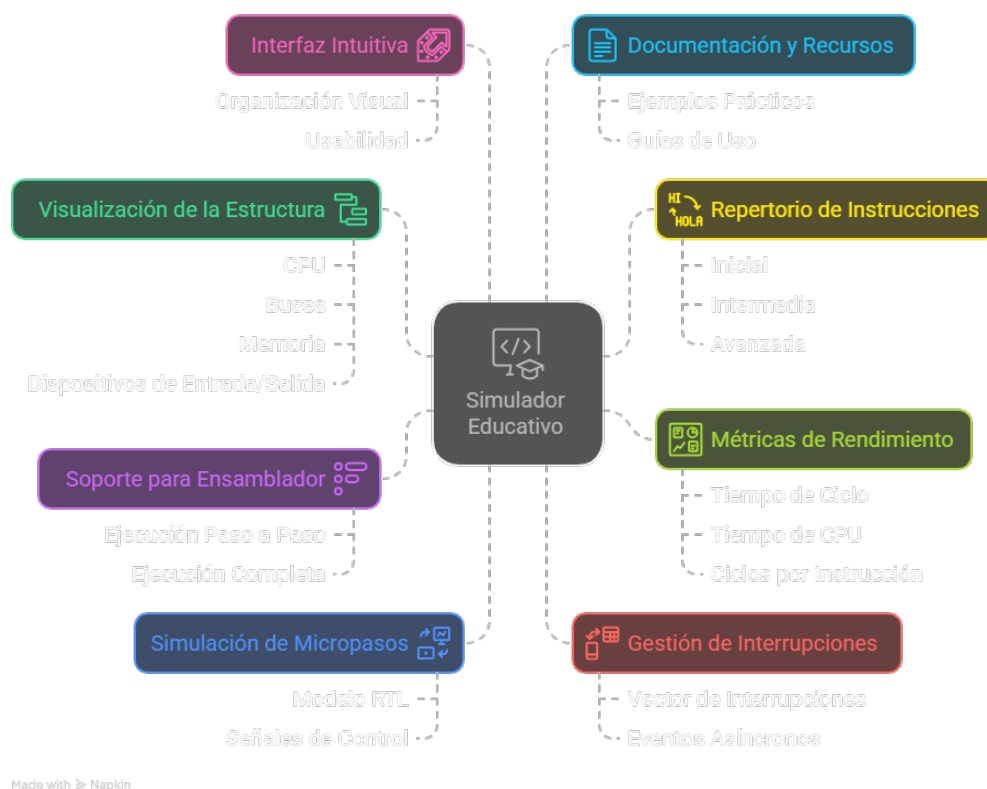 Interfaz Intuitiva
Organización Visual
Usabilidad
Visualización de la Estructura
CPU
Buses
Memoria
Dispositivos de Entrada/Salida
Soporte para Ensamblador
Ejecución Paso a Paso
Ejecución Completa
Simulación de Micropasos
Modelo RTL
Señales de Control
Simulador
Educativo
Documentación y Recursos
Ejemplos Prácticos
Guías de Uso
HI
HOLA
Repertorio de Instrucciones
Inicial
Intermedia
Avanzada
Métricas de Rendimiento
Tiempo de Ciclo
Tiempo de CPU
Ciclos por Instrucción
Gestión de Interrupciones
Vector de Interrupciones
Eventos Asíncronos
Made with Napkin